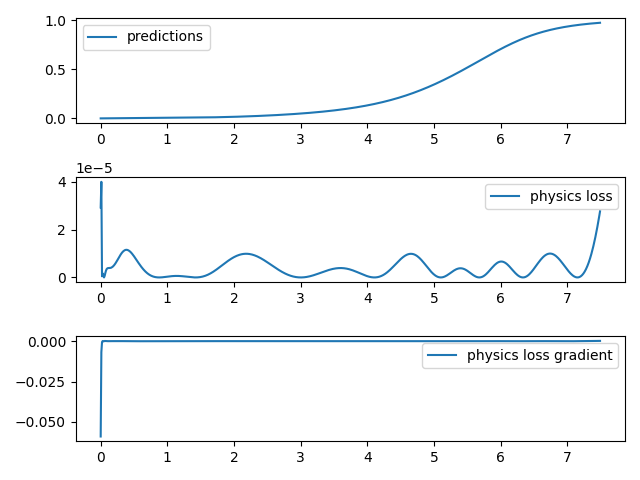 1.0
predictions
0.5
0.0
0 1 2 3 4 5 6 7
1e−5
4
physics loss
2
0
0 1 2 3 4 5 6 7
0.000
physics loss gradient
−0.025
−0.050
0 1 2 3 4 5 6 7